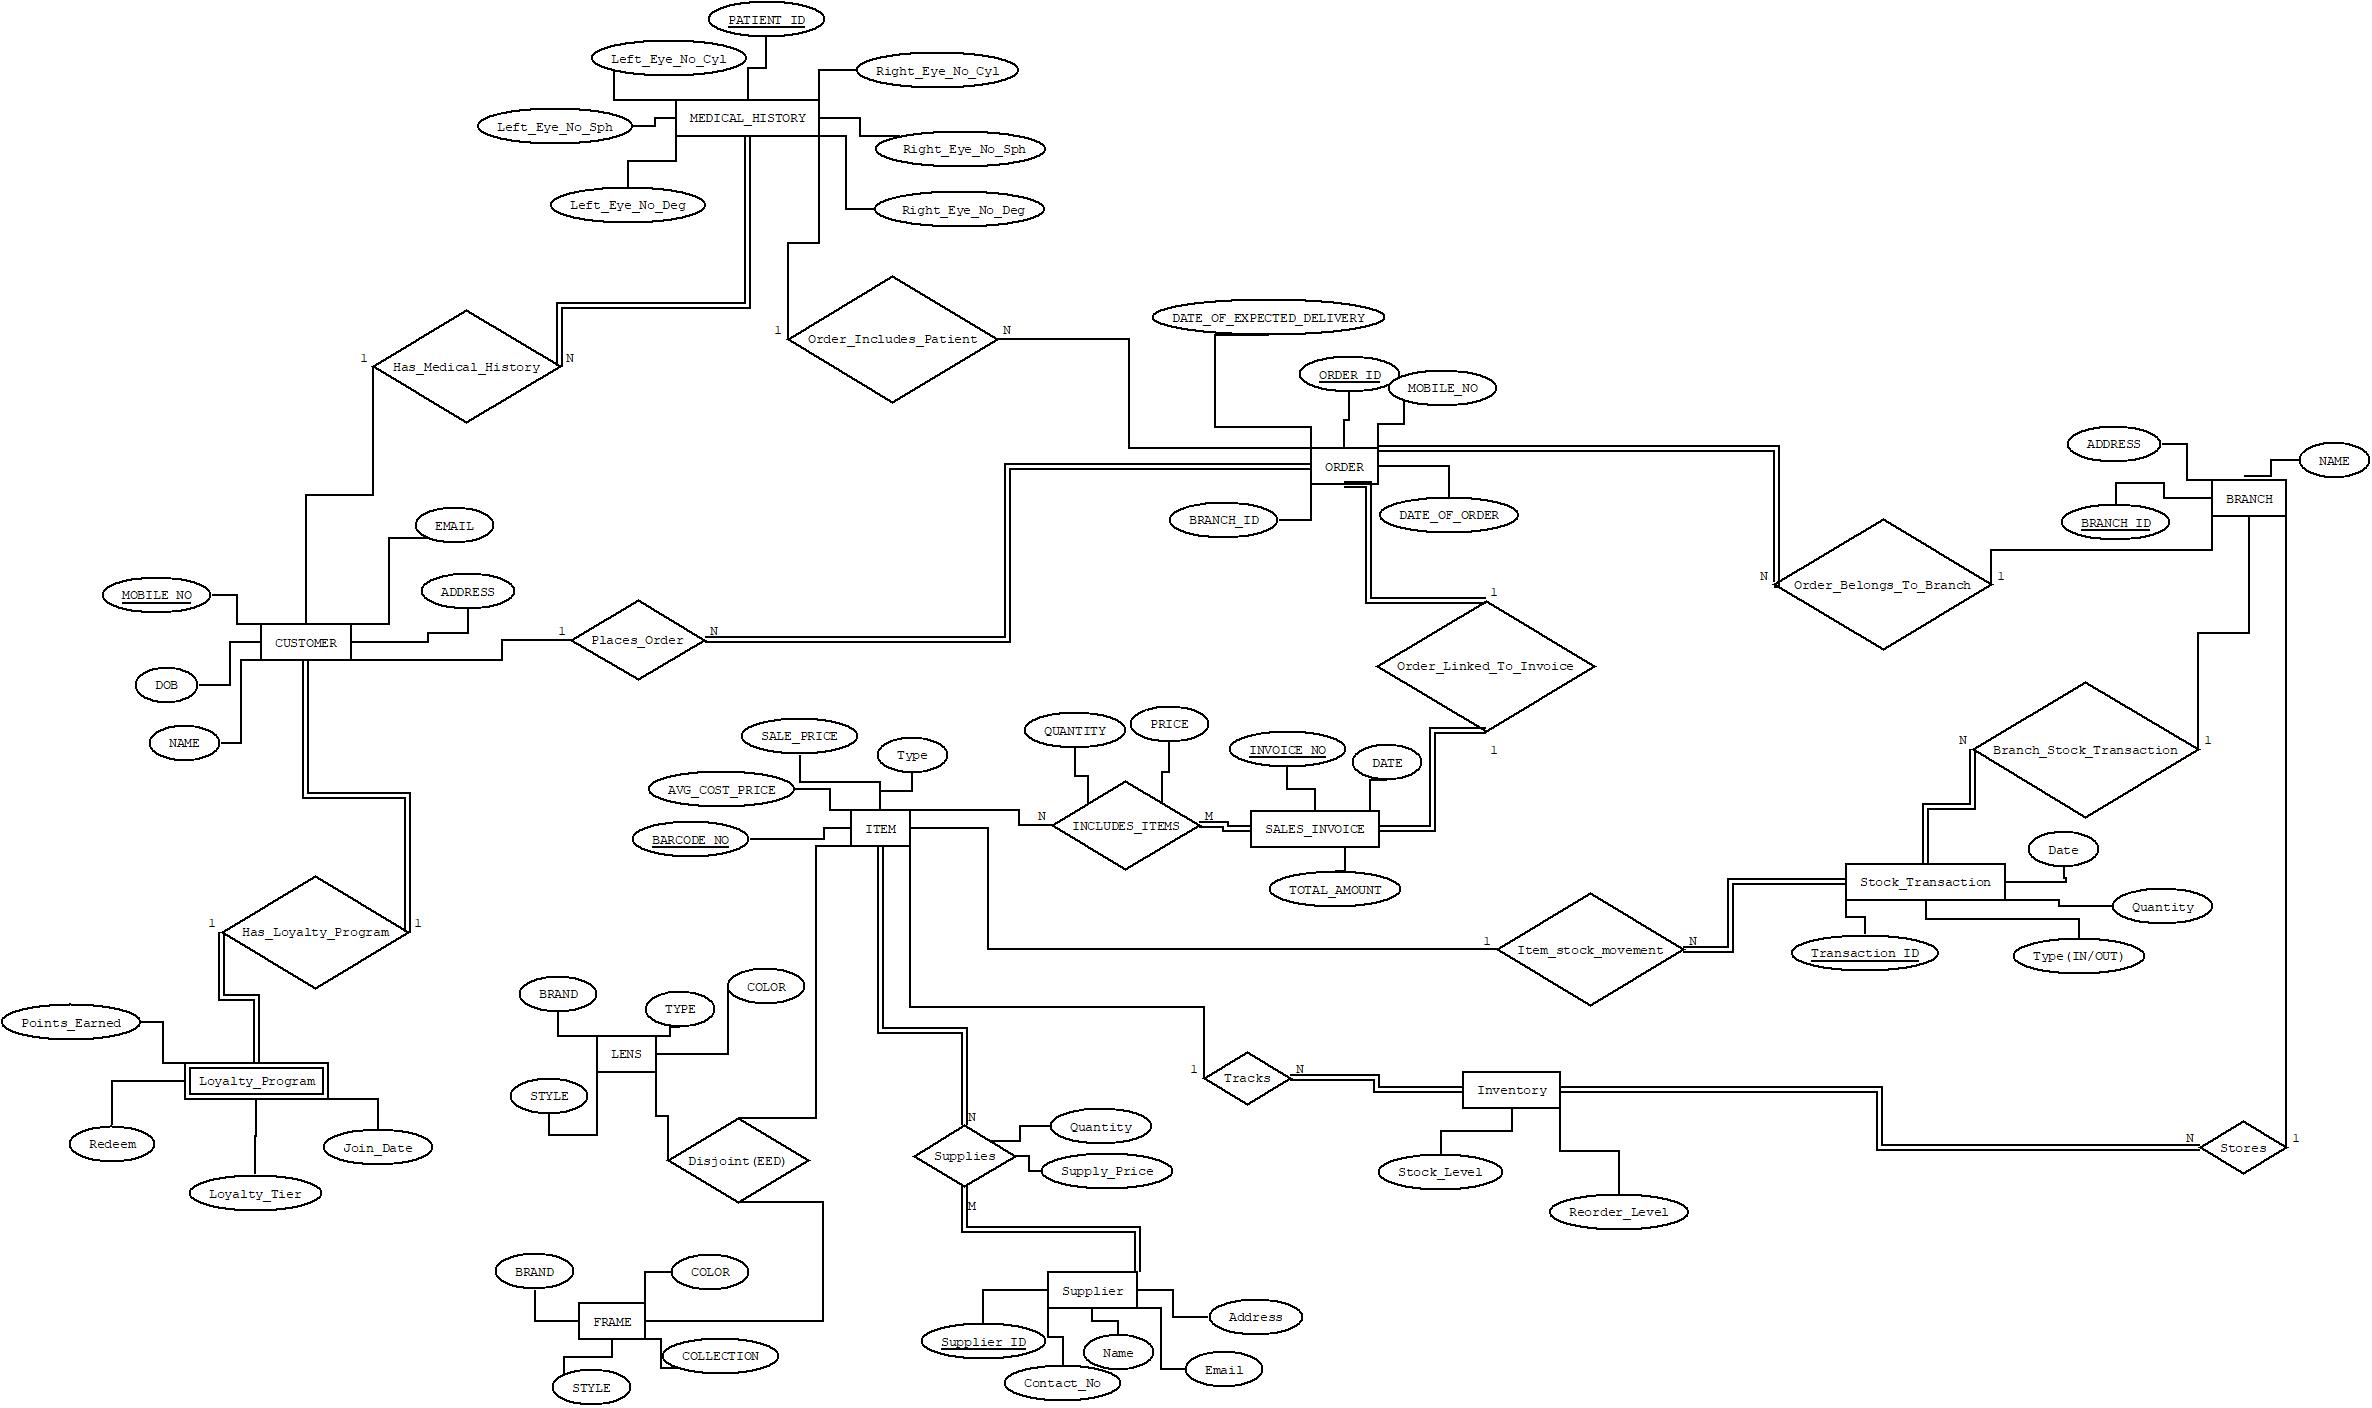 PATIENT_ID
Left_Eye_No_Cyl
Right_Eye_No_Cyl
MEDICAL_HISTORY
Left_Eye_No_Sph
Right_Eye_No_Sph
Left_Eye_No_Deg
Right_Eye_No_Deg
DATE_OF_EXPECTED_DELIVERY
1
Order_Includes_Patient
N
1
Has_Medical_History
N
ORDER_ID
MOBILE_NO
ORDER
BRANCH_ID
DATE_OF_ORDER
ADDRESS
NAME
BRANCH
BRANCH_ID
EMAIL
ADDRESS
MOBILE_NO
CUSTOMER
DOB
NAME
1
Places_Order
N
1
Order_Linked_To_Invoice
1
N
Order_Belongs_To_Branch
1
SALE_PRICE
Type
AVG_COST_PRICE
ITEM
BARCODE_NO
QUANTITY
PRICE
N
INCLUDES_ITEMS
M
INVOICE_NO
DATE
SALES_INVOICE
TOTAL_AMOUNT
N
Branch_Stock_Transaction
1
Date
Stock_Transaction
Quantity
Transaction_ID
Type(IN/OUT)
1
Item_stock_movement
N
1
Has_Loyalty_Program
1
Points_Earned
Loyalty_Program
Redeem
Join_Date
Loyalty_Tier
BRAND
TYPE
COLOR
LENS
STYLE
Disjoint(EED)
N
Supplies
M
Quantity
Supply_Price
1
Tracks
N
Inventory
Stock_Level
Reorder_Level
N
Stores
1
BRAND
COLOR
FRAME
COLLECTION
STYLE
Supplier
Supplier_ID
Address
Name
Email
Contact_No